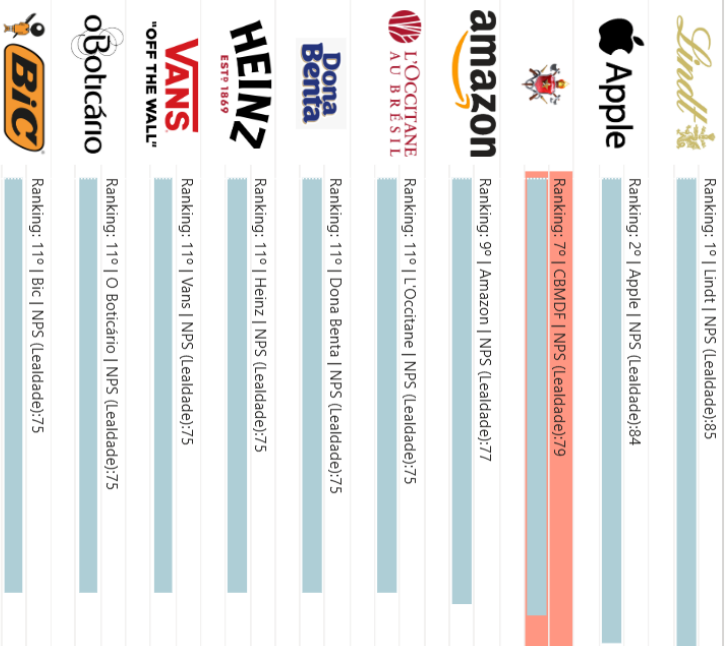 Lindt
Ranking: 1º | Lindt | NPS (Lealdade):85
Apple
Ranking: 2º | Apple | NPS (Lealdade):84
Ranking: 7º | CBMDF | NPS (Lealdade):79
amazon
Ranking: 9º | Amazon | NPS (Lealdade):77
L'OCCITANE
AU BRÉSIL
Ranking: 11º | L'Occitane | NPS (Lealdade):75
Dona
Benta
Ranking: 11º | Dona Benta | NPS (Lealdade):75
HEINZ
ESTD 1869
Ranking: 11º | Heinz | NPS (Lealdade):75
VANS
"OFF THE WALL"
Ranking: 11º | Vans | NPS (Lealdade):75
oBoticário
Ranking: 11º | O Boticário | NPS (Lealdade):75
BiC
Ranking: 11º | Bic | NPS (Lealdade):75